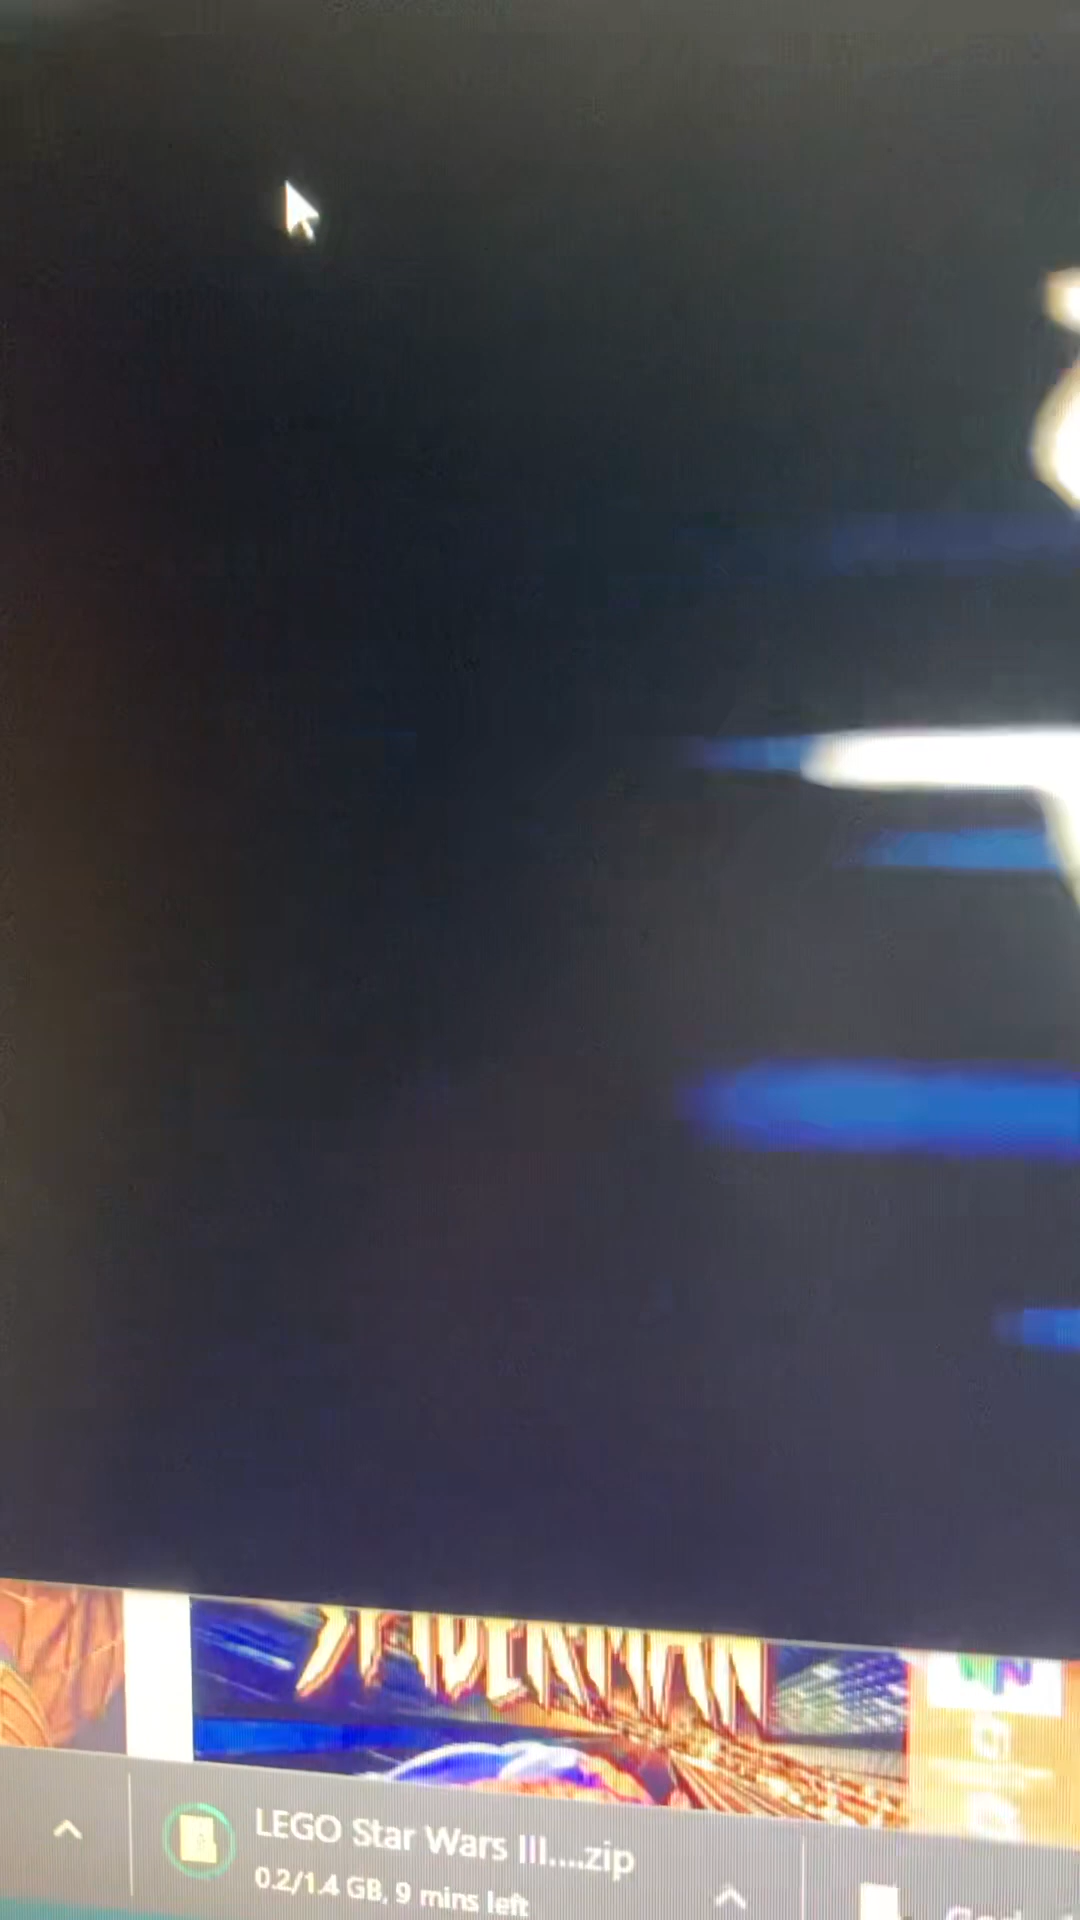 SPIDERMAN
LEGO Star Wars III....zip
0.2/1.4 GB, 9 mins left